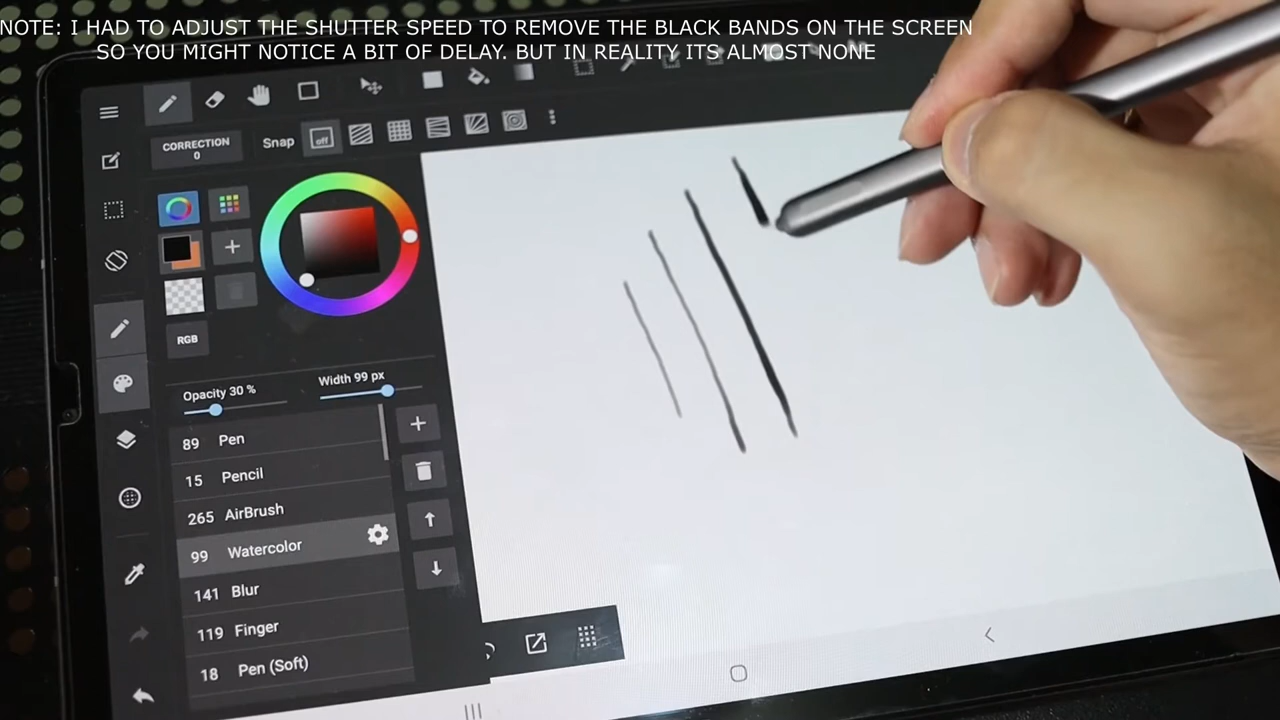 NOTE: I HAD TO ADJUST THE SHUTTER SPEED TO REMOVE THE BLACK BANDS ON THE SCREEN
SO YOU MIGHT NOTICE A BIT OF DELAY. BUT IN REALITY ITS ALMOST NONE
CORRECTION
0
Snap
off
RGB
Opacity 30 %
Width 99 px
89 Pen
15 Pencil
265 AirBrush
99 Watercolor
141 Blur
119 Finger
18 Pen (Soft)